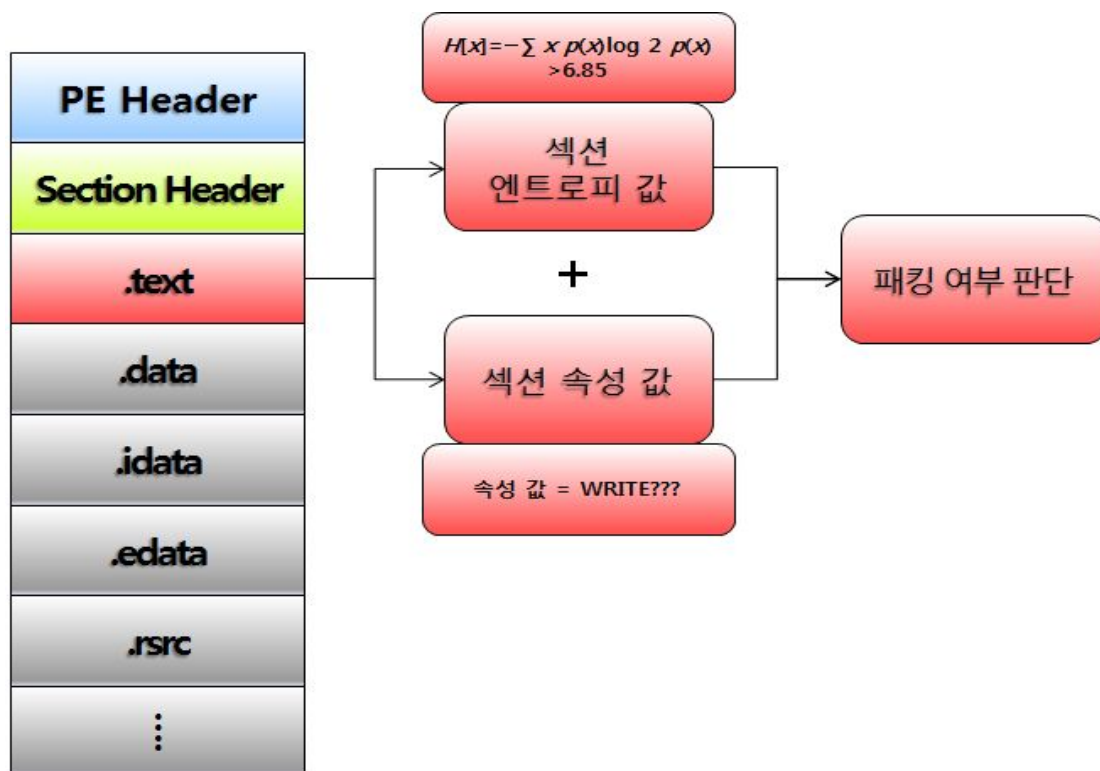 PE Header
Section Header
.text
.data
.idata
.edata
.rsrc
⋮
H[x]=−∑ x p(x)log 2 p(x)
>6.85
섹션
엔트로피 값
+
섹션 속성 값
속성 값 = WRITE???
패킹 여부 판단